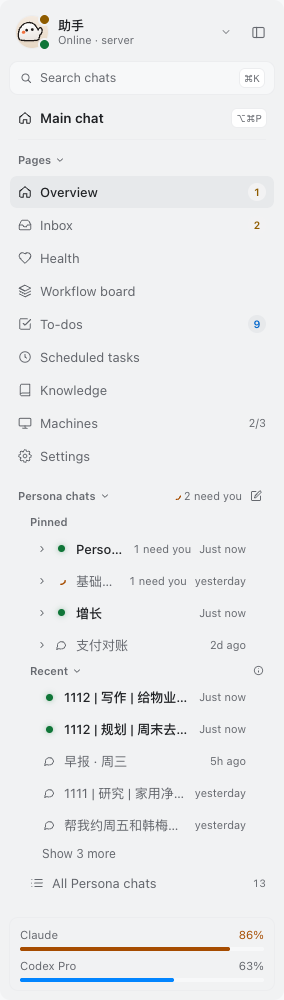 助手
Online · server
Search chats ⌘K
Main chat ⌥⌘P
Pages
Overview 1
Inbox 2
Health
Workflow board
To-dos 9
Scheduled tasks
Knowledge
Machines 2/3
Settings
Persona chats 2 need you
Pinned
Perso... 1 need you Just now
基础... 1 need you yesterday
增长 Just now
支付对账 2d ago
Recent
1112 | 写作 | 给物业... Just now
1112 | 规划 | 周末去... Just now
早报 · 周三 5h ago
1111 | 研究 | 家用净... yesterday
帮我约周五和韩梅... yesterday
Show 3 more
All Persona chats 13
Claude 86%
Codex Pro 63%